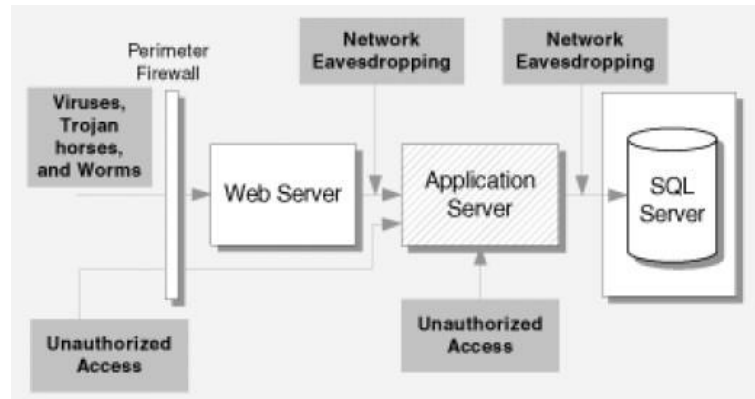 Perimeter
Firewall
Network
Eavesdropping
Network
Eavesdropping
Viruses,
Trojan
horses,
and Worms
Web Server
Application
Server
SQL
Server
Unauthorized
Access
Unauthorized
Access